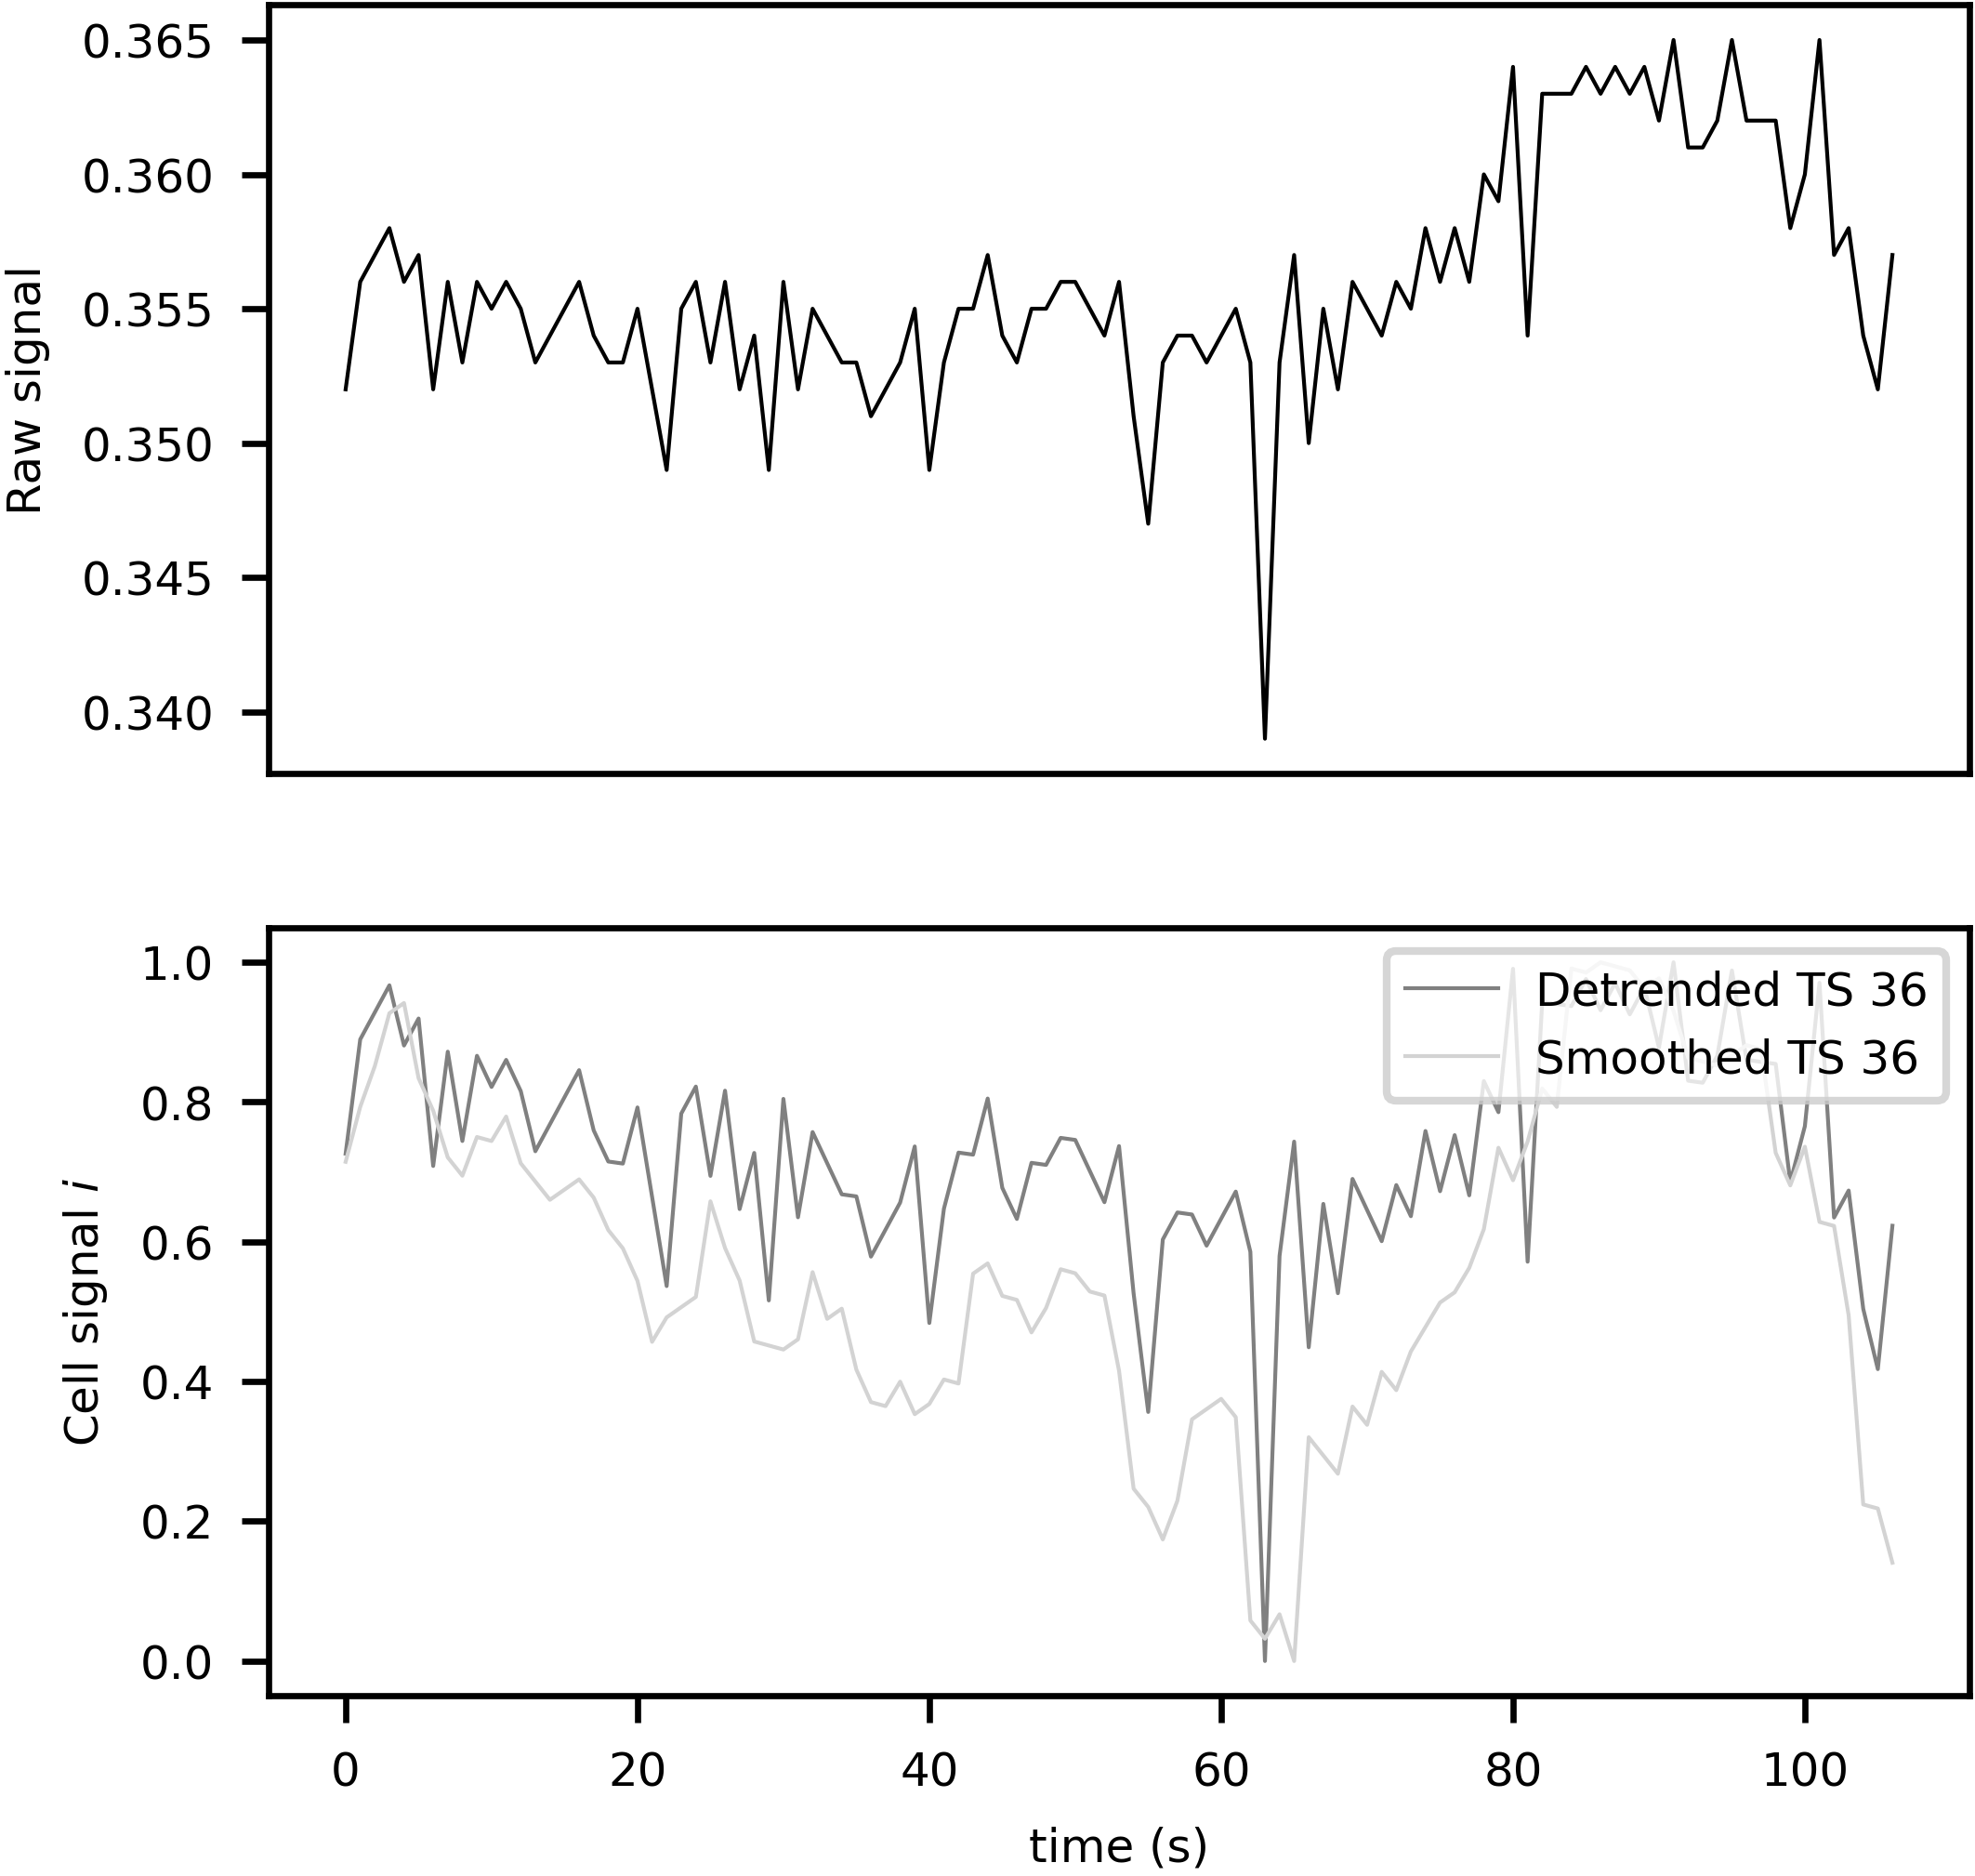 0.365
0.360
0.355
0.350
0.345
0.340
Raw signal
1.0
0.8
0.6
0.4
0.2
0.0
Cell signal i
Detrended TS 36
Smoothed TS 36
0 20 40 60 80 100
time (s)